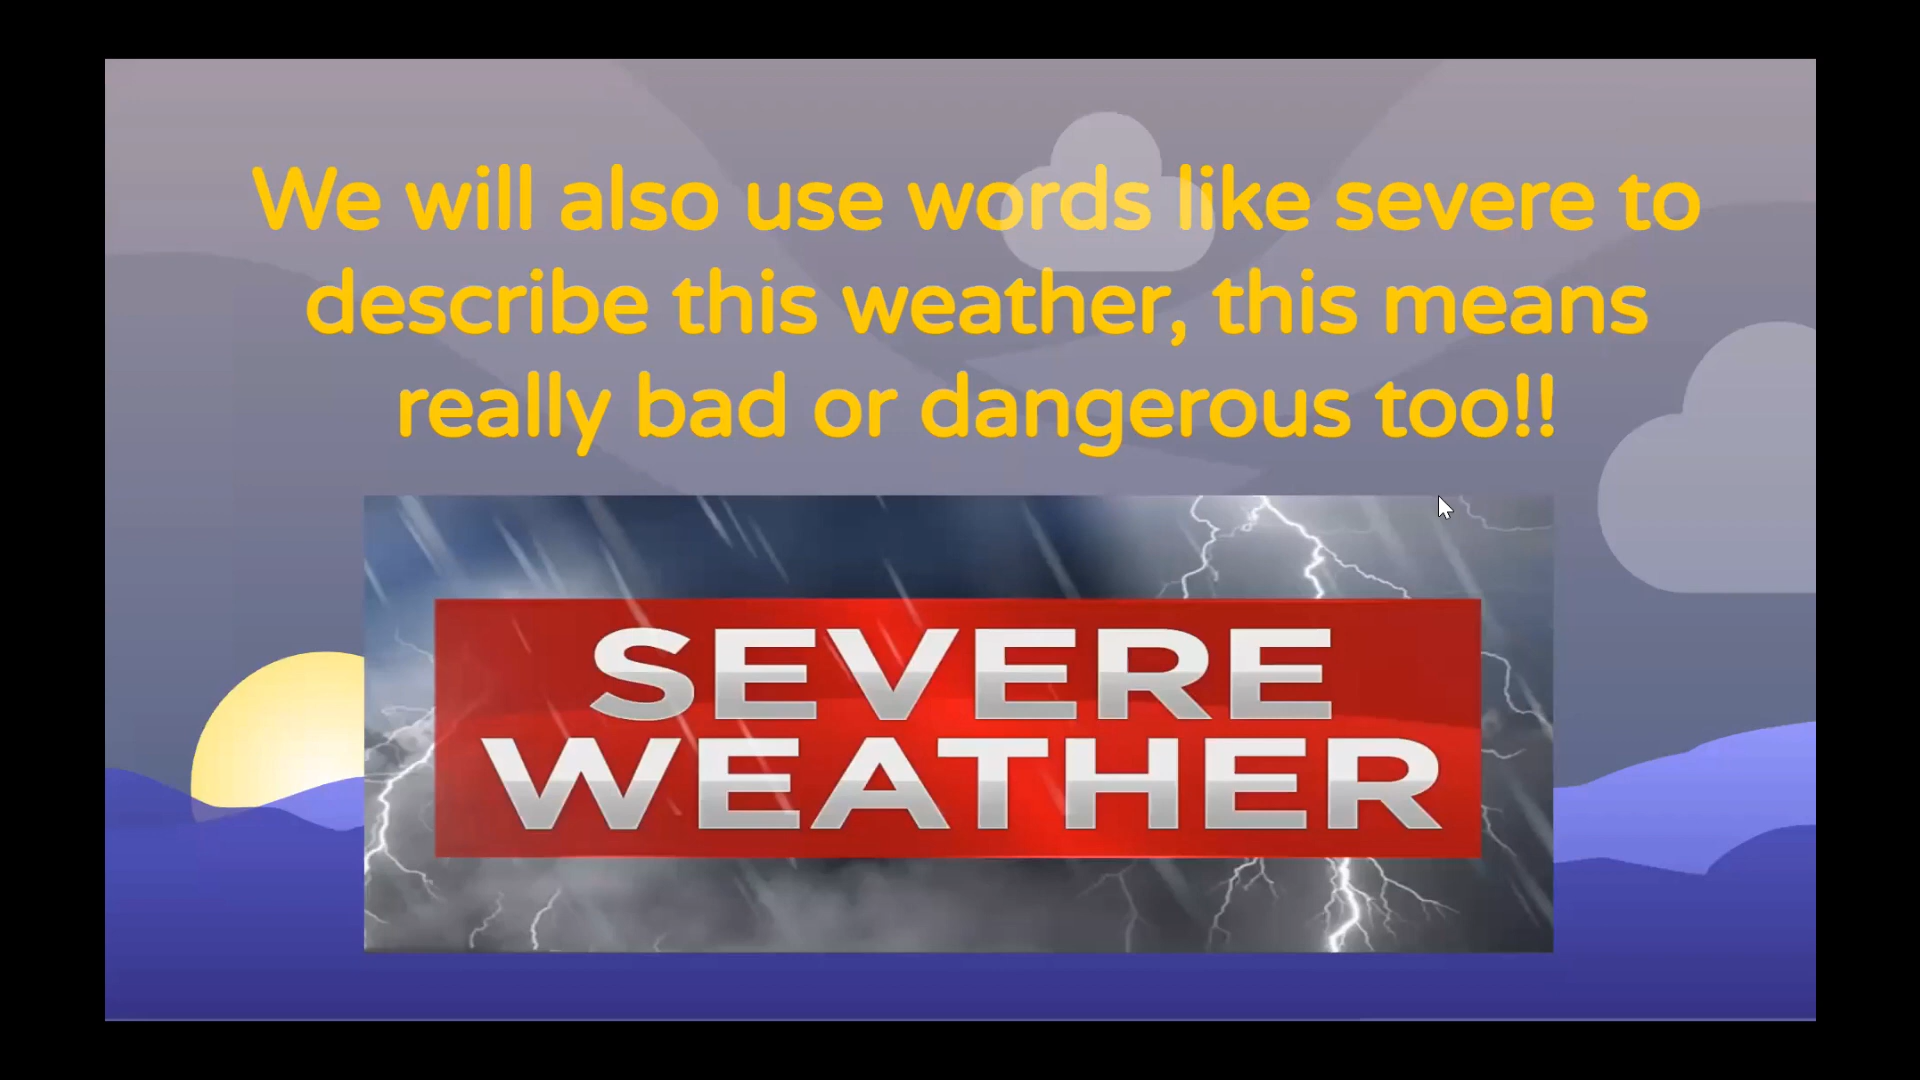 We will also use words like severe to
describe this weather, this means
really bad or dangerous too!!
SEVERE
WEATHER